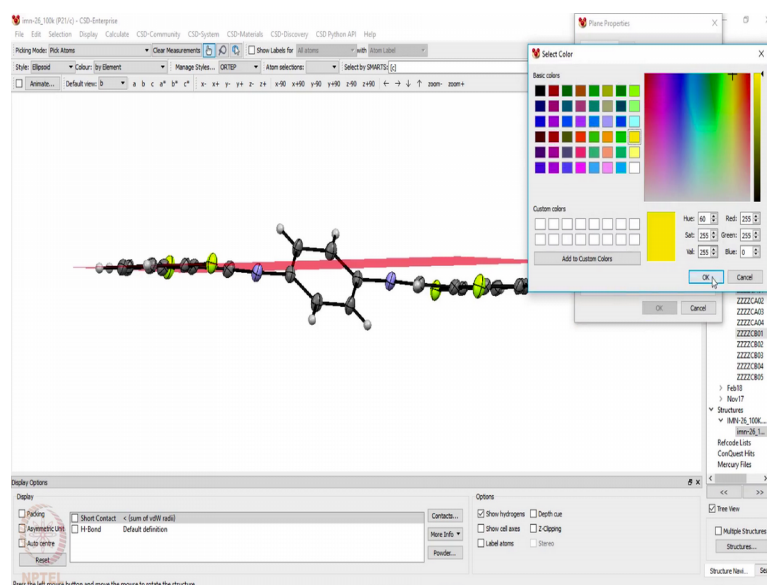 imn-26_100k (P21/c) - CSD-Enterprise
File Edit Selection Display Calculate CSD-Community CSD-System CSD-Materials CSD-Discovery CSD Python API Help
Picking Mode: Pick Atoms Clear Measurements Show Labels for All atoms with Atom Label
Style: Ellipsoid Colour: by Element Manage Styles... ORTEP Atom selections: Select by SMARTS: [c]
Animate... Default view: b a b c a* b* c* x- x+ y- y+ z- z+ x-90 x+90 y-90 y+90 z-90 z+90 ← → ↓ ↑ zoom- zoom+
Plane Properties
Select Color
Basic colors
Custom colors
Add to Custom Colors
Hue: 60 Red: 255
Sat: 255 Green: 255
Val: 255 Blue: 0
OK Cancel
OK Cancel
ZZZZCA02
ZZZZCA03
ZZZZCA04
ZZZZCB01
ZZZZCB02
ZZZZCB03
ZZZZCB04
ZZZZCB05
Feb18
Nov17
Structures
IMN-26_100K....
imn-26_1...
Refcode Lists
ConQuest Hits
Mercury Files
<< >>
Tree View
Multiple Structures
Structures...
Structure Navi...
Display Options
Display
Packing
Asymmetric Unit
Auto centre
Reset
Short Contact < (sum of vdW radii)
H-Bond Default definition
Contacts...
More Info
Powder...
Options
Show hydrogens Depth cue
Show cell axes Z-Clipping
Label atoms Stereo
NPTEL
Press the left mouse button and move the mouse to rotate the structure